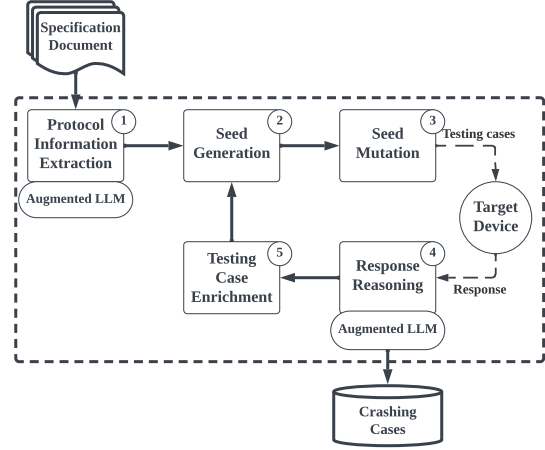 Specification
Document
1
Protocol
Information
Extraction
Augmented LLM
2
Seed
Generation
3
Seed
Mutation
Testing cases
Target
Device
Response
4
Response
Reasoning
Augmented LLM
5
Testing
Case
Enrichment
Crashing
Cases